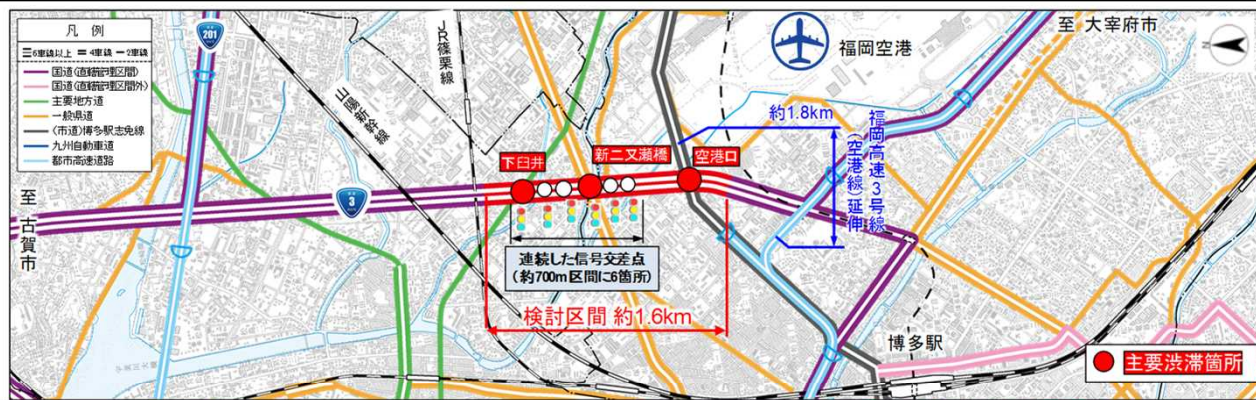 凡 例
6車線以上 4車線 2車線
国道(直轄管理区間)
国道(直轄管理区間外)
主要地方道
一般県道
(市道)博多駅志免線
九州自動車道
都市高速道路
201
JR篠栗線
山陽新幹線
福岡空港
至 大宰府市
至 古賀市
3
下臼井
新二又瀬橋
空港口
約1.8km
福岡高速3号線
(空港線)延伸
連続した信号交差点
(約700m区間に6箇所)
検討区間 約1.6km
博多駅
主要渋滞箇所